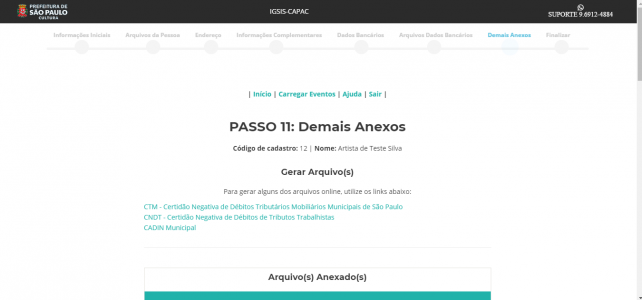 PREFEITURA DE
SÃO PAULO
CULTURA
IGSIS-CAPAC
SUPORTE 9.6912-4884
Informações Iniciais
Arquivos da Pessoa
Endereço
Informações Complementares
Dados Bancários
Arquivos Dados Bancários
Demais Anexos
Finalizar
| Início | Carregar Eventos | Ajuda | Sair |
PASSO 11: Demais Anexos
Código de cadastro: 12 | Nome: Artista de Teste Silva
Gerar Arquivo(s)
Para gerar alguns dos arquivos online, utilize os links abaixo:
CTM - Certidão Negativa de Débitos Tributários Mobiliários Municipais de São Paulo
CNDT - Certidão Negativa de Débitos de Tributos Trabalhistas
CADIN Municipal
Arquivo(s) Anexado(s)